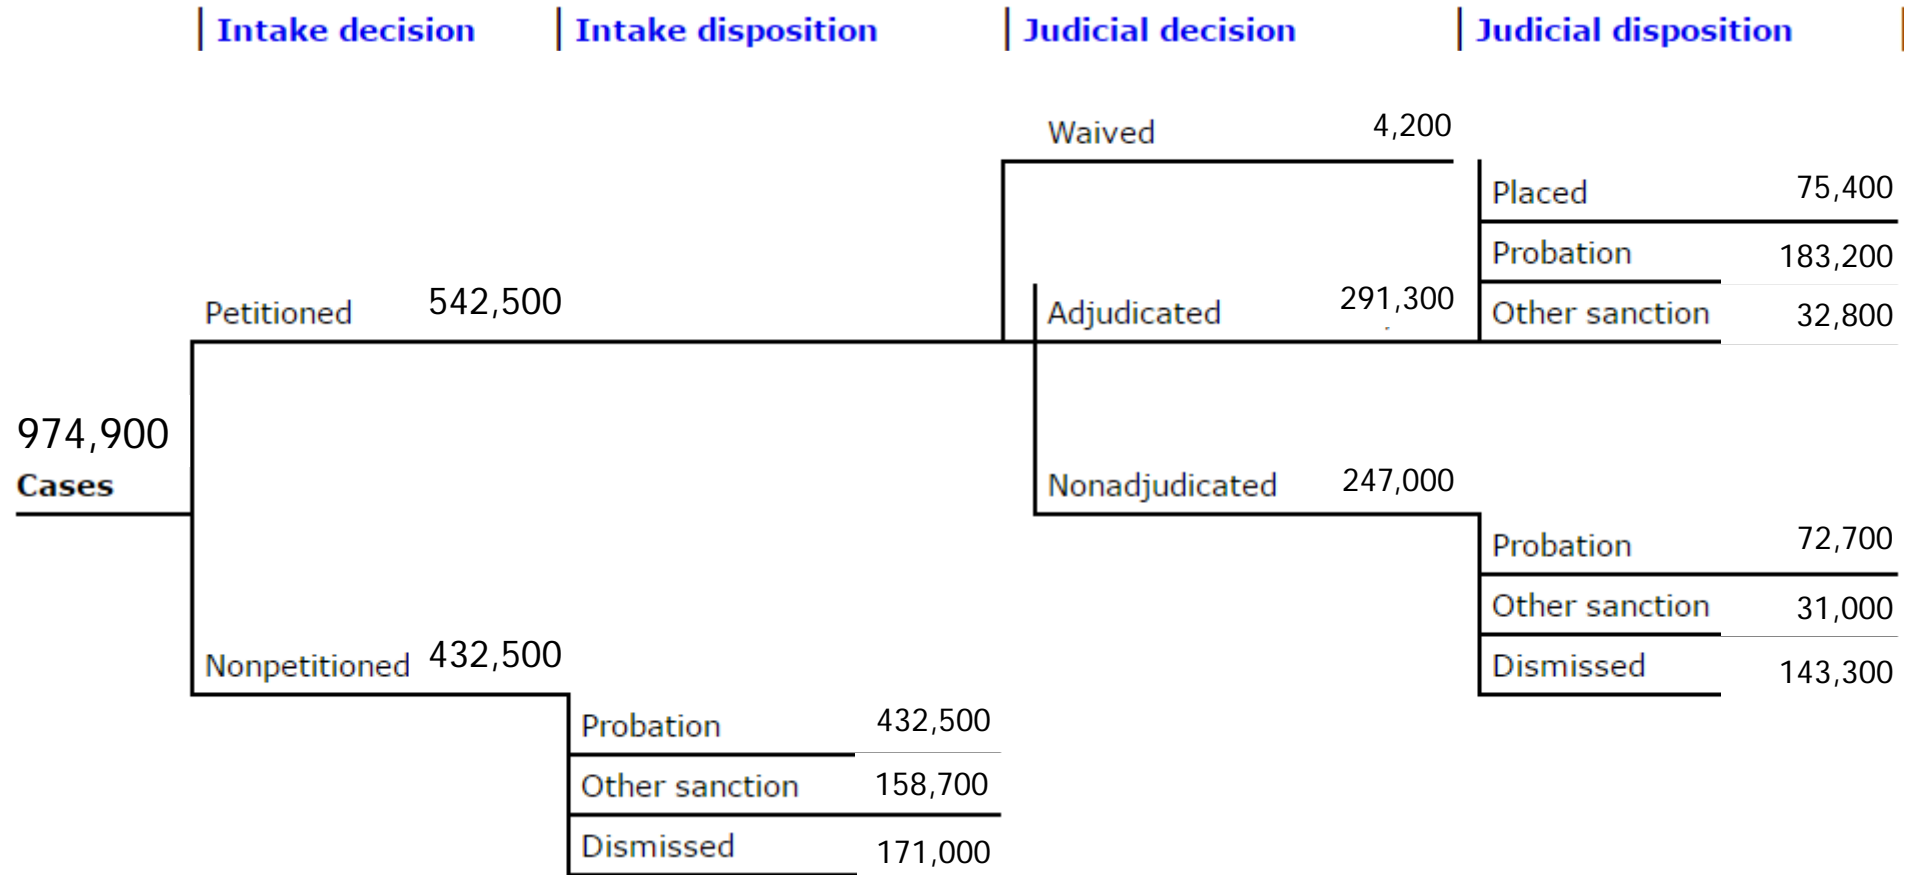 Intake decision Intake disposition Judicial decision Judicial disposition
Waived 4,200
Placed 75,400
Probation 183,200
Petitioned 542,500 Adjudicated 291,300 Other sanction 32,800
974,900
Cases
Nonadjudicated 247,000
Probation 72,700
Other sanction 31,000
Nonpetitioned 432,500 Dismissed 143,300
Probation 432,500
Other sanction 158,700
Dismissed 171,000